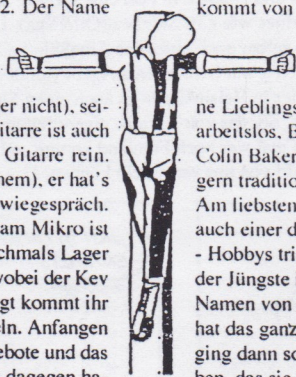 2. Der Name
er nicht), sei-
itarre ist auch
Gitarre rein.
nem), er hat's
wiegespräch.
am Mikro ist
chmals Lager
vobei der Kev
gt kommt ihr
eln. Anfangen
ebote und das
dagegen ha-
kommt von
ne Lieblings
arbeitslos, B
Colin Baker
gern traditio
Am liebsten
auch einer d
- Hobbys tri
der Jüngste
Namen von
hat das ganz
ging dann so
ben, das sie